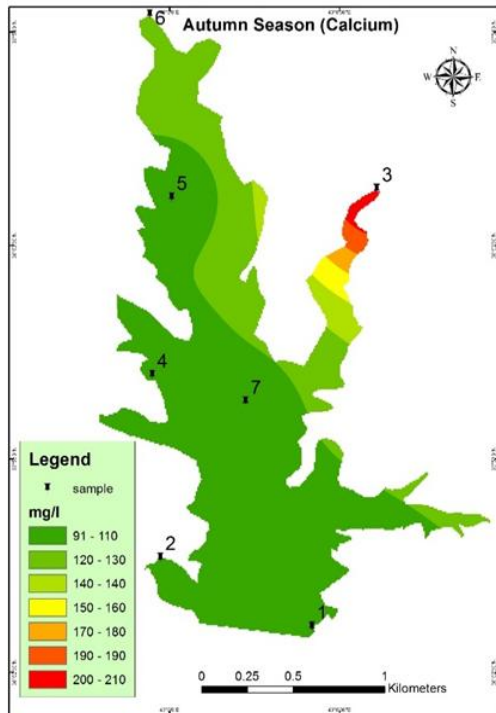 6
Autumn Season (Calcium)
N
W E
S
3
5
4
7
Legend
sample
mg/l
91 - 110
120 - 130
140 - 140
150 - 160
170 - 180
190 - 190
200 - 210
2
1
0 0.25 0.5 1
Kilometers